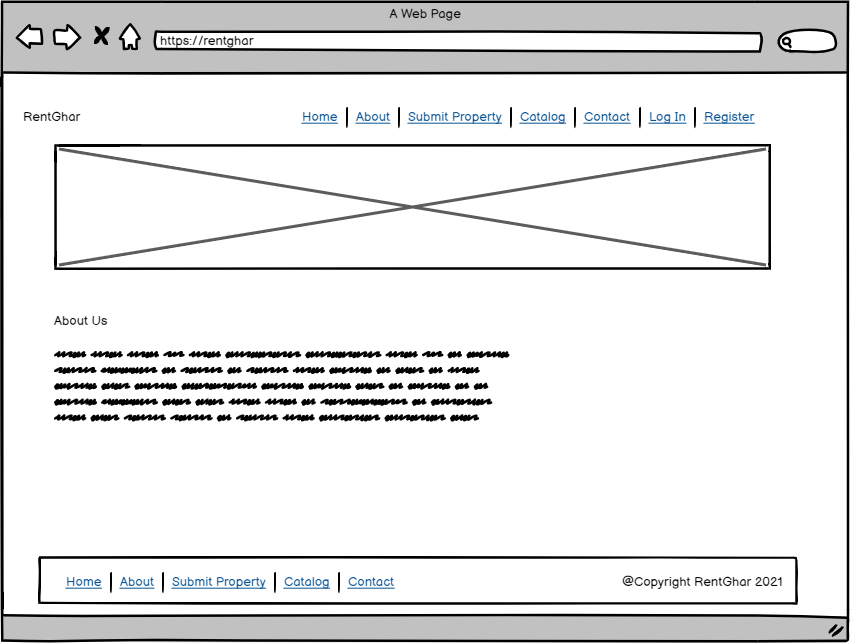 A Web Page
https://rentghar
RentGhar Home About Submit Property Catalog Contact Log In Register
About Us
Home About Submit Property Catalog Contact @Copyright RentGhar 2021